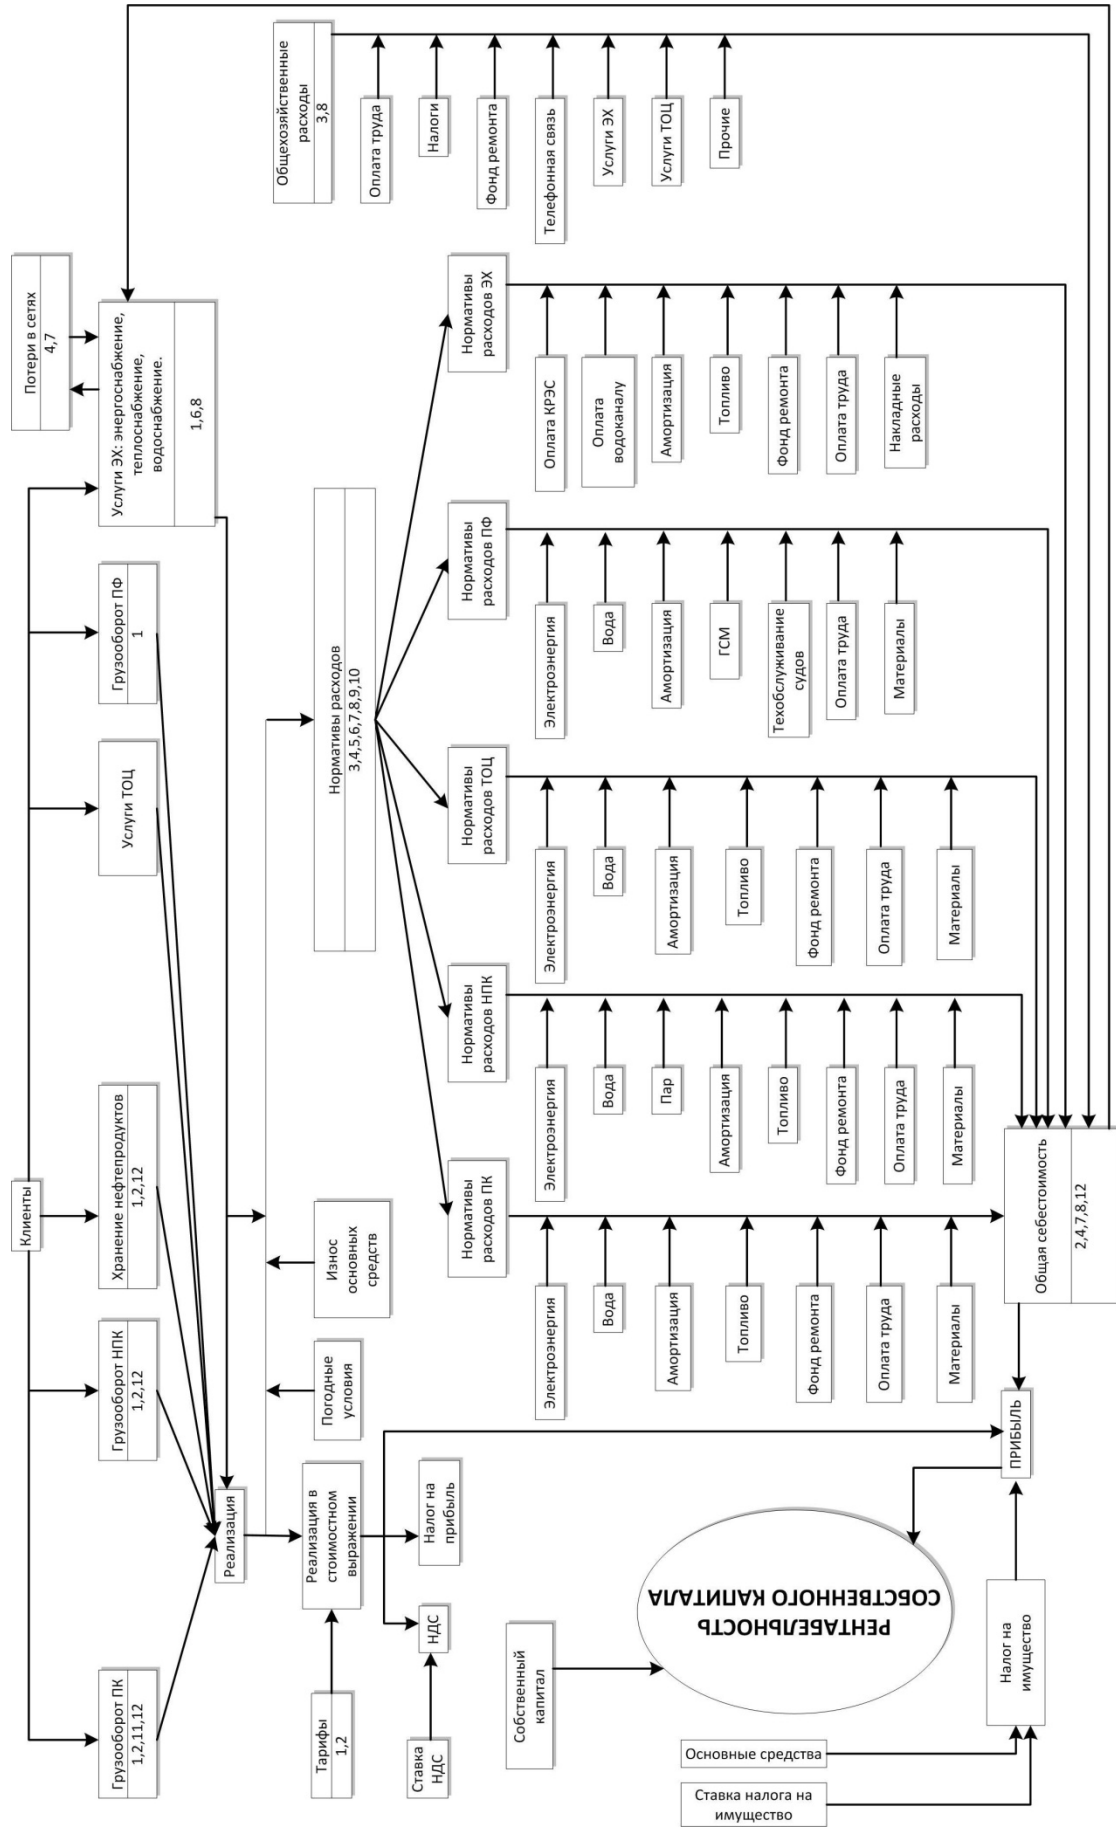 Клиенты
Грузооборот ПК
1,2,11,12
Грузооборот НПК
1,2,12
Хранение нефтепродуктов
1,2,12
Услуги ТОЦ
Грузооборот ПФ
1
Услуги ЭХ: энергоснабжение,
теплоснабжение,
водоснабжение.
1,6,8
Потери в сетях
4,7
Общехозяйственные
расходы
3,8
Оплата труда
Налоги
Фонд ремонта
Телефонная связь
Услуги ЭХ
Услуги ТОЦ
Прочие
Реализация
Тарифы
1,2
Реализация в
стоимостном
выражении
Погодные
условия
Износ
основных
средств
Нормативы расходов
3,4,5,6,7,8,9,10
Ставка
НДС
НДС
Налог на
прибыль
Нормативы
расходов ПК
Нормативы
расходов НПК
Нормативы
расходов ТОЦ
Нормативы
расходов ПФ
Нормативы
расходов ЭХ
Электроэнергия
Вода
Амортизация
Топливо
Фонд ремонта
Оплата труда
Материалы
Электроэнергия
Вода
Пар
Амортизация
Топливо
Фонд ремонта
Оплата труда
Материалы
Электроэнергия
Вода
Амортизация
Топливо
Фонд ремонта
Оплата труда
Материалы
Электроэнергия
Вода
Амортизация
ГСМ
Техобслуживание
судов
Оплата труда
Материалы
Оплата КРЭС
Оплата
водоканалу
Амортизация
Топливо
Фонд ремонта
Оплата труда
Накладные
расходы
Собственный
капитал
РЕНТАБЕЛЬНОСТЬ
СОБСТВЕННОГО КАПИТАЛА
Основные средства
Ставка налога на
имущество
Налог на
имущество
ПРИБЫЛЬ
Общая себестоимость
2,4,7,8,12